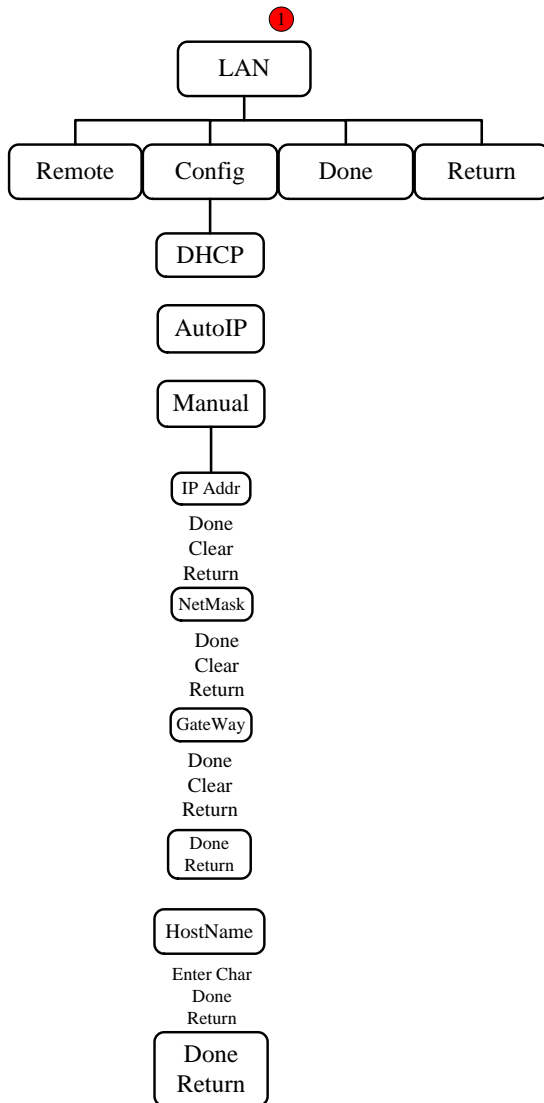 1
LAN
Remote Config Done Return
DHCP
AutoIP
Manual
IP Addr
Done
Clear
Return
NetMask
Done
Clear
Return
GateWay
Done
Clear
Return
Done
Return
HostName
Enter Char
Done
Return
Done
Return